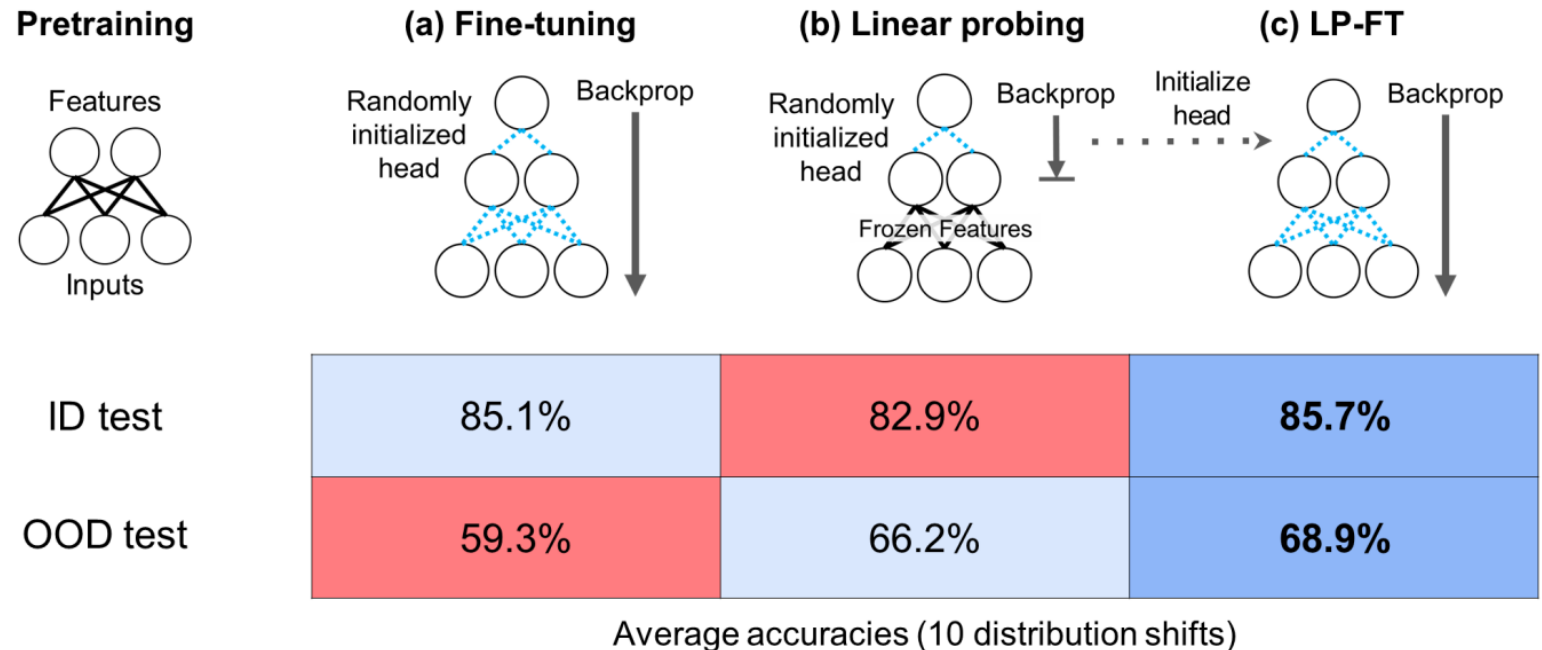 Pretraining
(a) Fine-tuning
(b) Linear probing
(c) LP-FT
Features
Inputs
Randomly
initialized
head
Backprop
Randomly
initialized
head
Backprop
Frozen Features
Initialize
head
Backprop
ID test
85.1%
82.9%
85.7%
OOD test
59.3%
66.2%
68.9%
Average accuracies (10 distribution shifts)